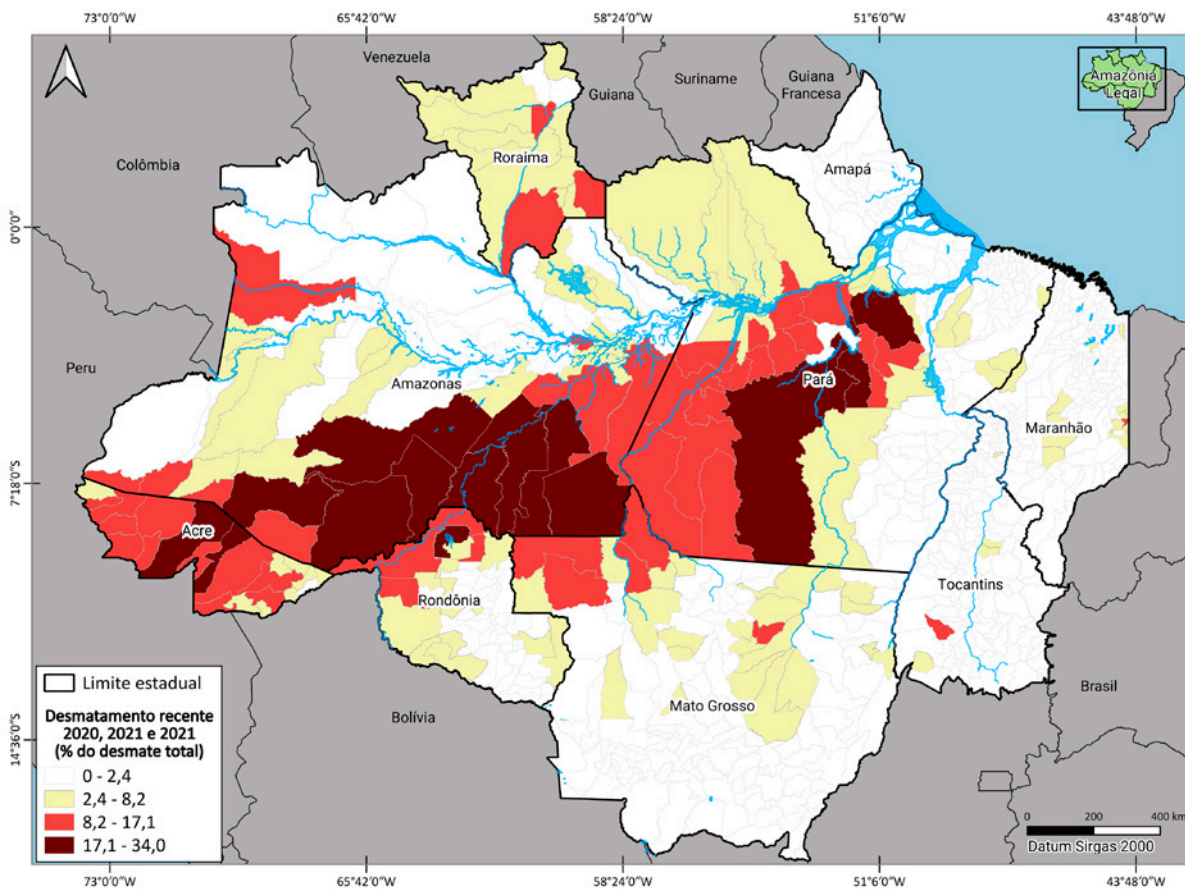 73°0'0"W 65°42'0"W 58°24'0"W 51°6'0"W 43°48'0"W
Venezuela
Suriname
Guiana
Guiana
Francesa
Amazônia
Legal
Colômbia
Roraima
Amapá
0°0'0"
Peru
Amazonas
Pará
Maranhão
7°18'0"S
Acre
Rondônia
Tocantins
Mato Grosso
Bolívia
Brasil
14°36'0"S
Limite estadual
Desmatamento recente
2020, 2021 e 2021
(% do desmate total)
0 - 2,4
2,4 - 8,2
8,2 - 17,1
17,1 - 34,0
0 200 400 km
Datum Sirgas 2000
73°0'0"W 65°42'0"W 58°24'0"W 51°6'0"W 43°48'0"W